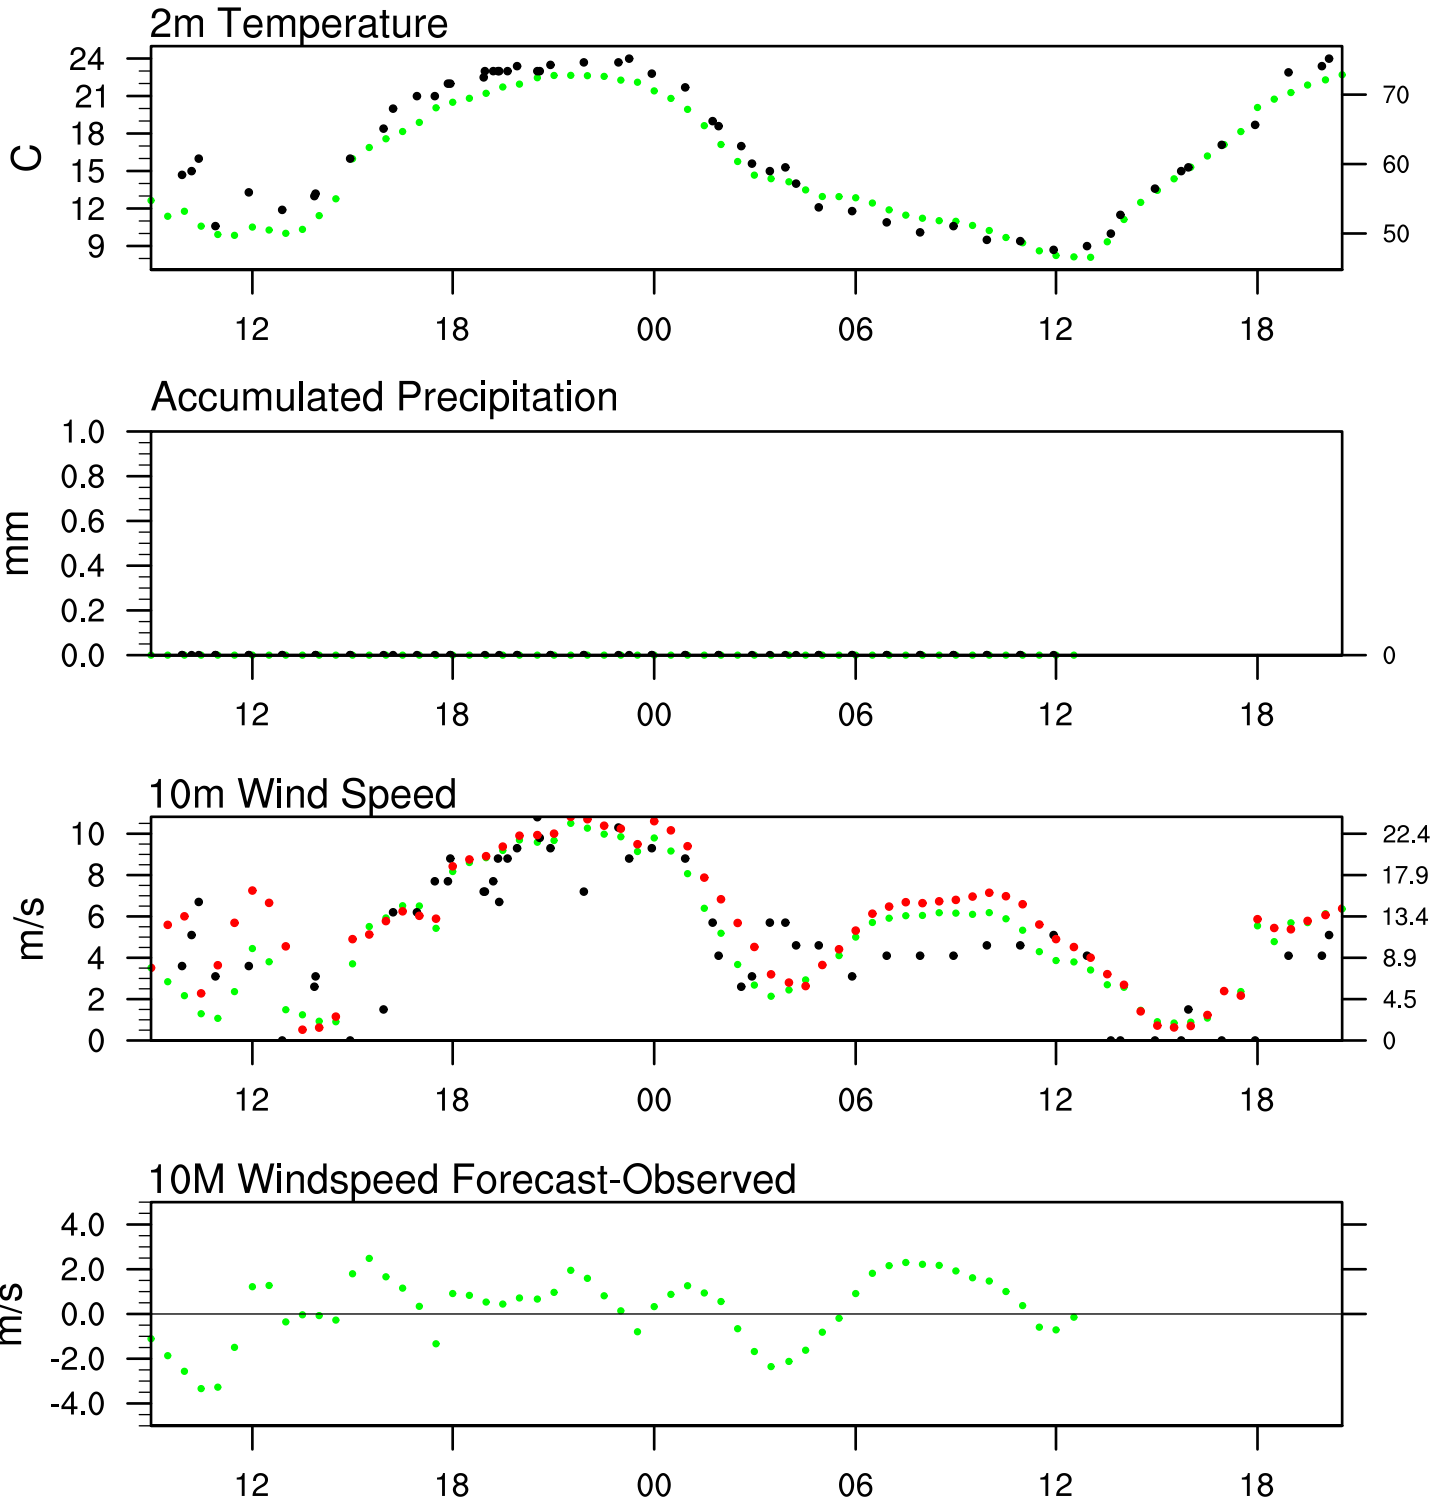 2m Temperature
24
21
18
15
12
9
C
70
60
50
12 18 00 06 12 18
Accumulated Precipitation
1.0
0.8
0.6
0.4
0.2
0.0
mm
0
12 18 00 06 12 18
10m Wind Speed
10
8
6
4
2
0
m/s
22.4
17.9
13.4
8.9
4.5
0
12 18 00 06 12 18
10M Windspeed Forecast-Observed
4.0
2.0
0.0
-2.0
-4.0
m/s
12 18 00 06 12 18